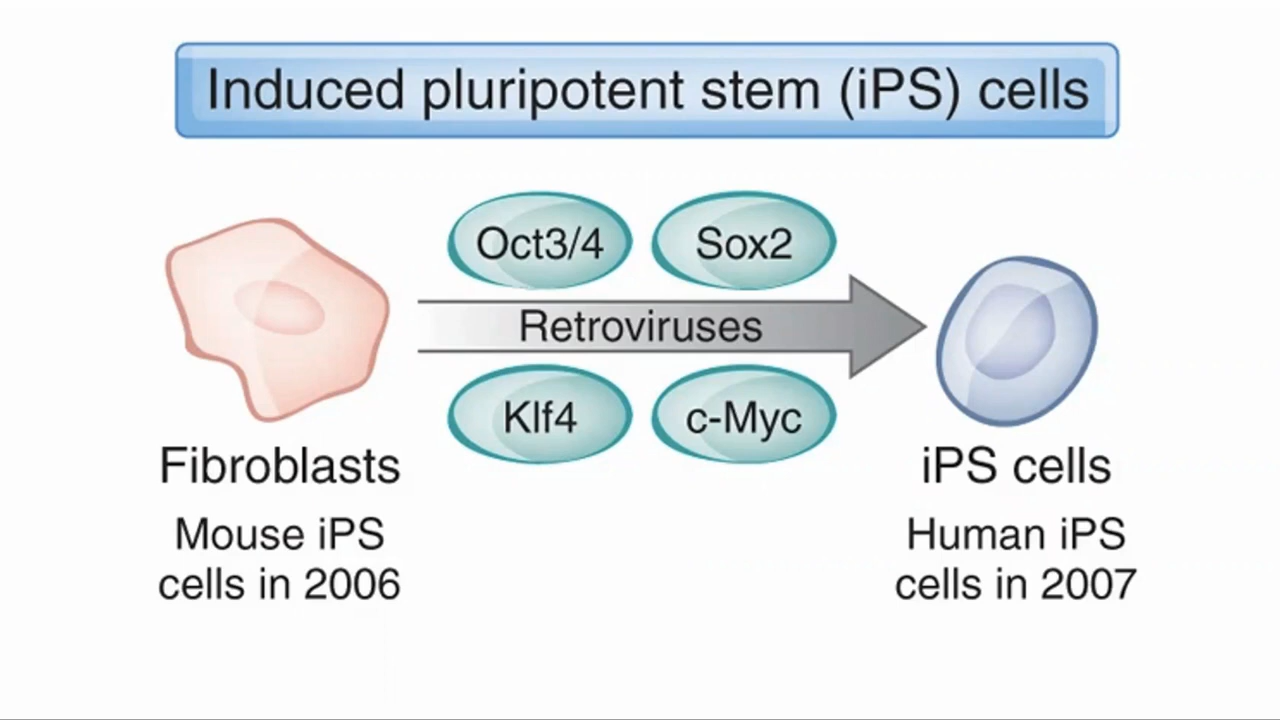 Induced pluripotent stem (iPS) cells
Oct3/4
Sox2
Retroviruses
Klf4
c-Myc
Fibroblasts
iPS cells
Mouse iPS
cells in 2006
Human iPS
cells in 2007